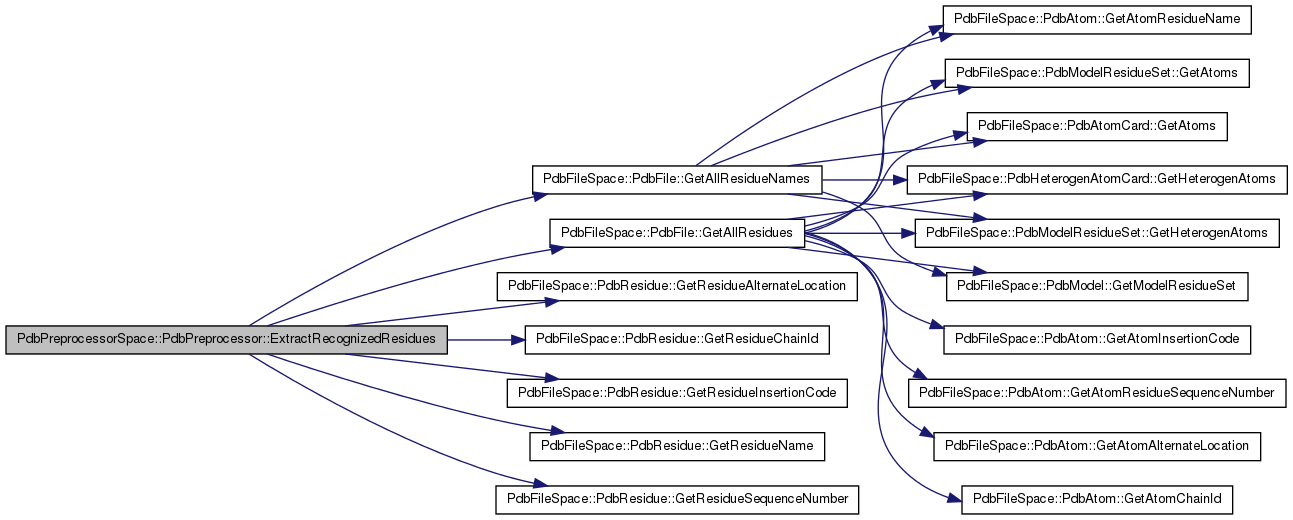 PdbPreprocessorSpace::PdbPreprocessor::ExtractRecognizedResidues
PdbFileSpace::PdbFile::GetAllResidueNames
PdbFileSpace::PdbFile::GetAllResidues
PdbFileSpace::PdbResidue::GetResidueAlternateLocation
PdbFileSpace::PdbResidue::GetResidueChainId
PdbFileSpace::PdbResidue::GetResidueInsertionCode
PdbFileSpace::PdbResidue::GetResidueName
PdbFileSpace::PdbResidue::GetResidueSequenceNumber
PdbFileSpace::PdbAtom::GetAtomResidueName
PdbFileSpace::PdbModelResidueSet::GetAtoms
PdbFileSpace::PdbAtomCard::GetAtoms
PdbFileSpace::PdbHeterogenAtomCard::GetHeterogenAtoms
PdbFileSpace::PdbModelResidueSet::GetHeterogenAtoms
PdbFileSpace::PdbModel::GetModelResidueSet
PdbFileSpace::PdbAtom::GetAtomInsertionCode
PdbFileSpace::PdbAtom::GetAtomResidueSequenceNumber
PdbFileSpace::PdbAtom::GetAtomAlternateLocation
PdbFileSpace::PdbAtom::GetAtomChainId